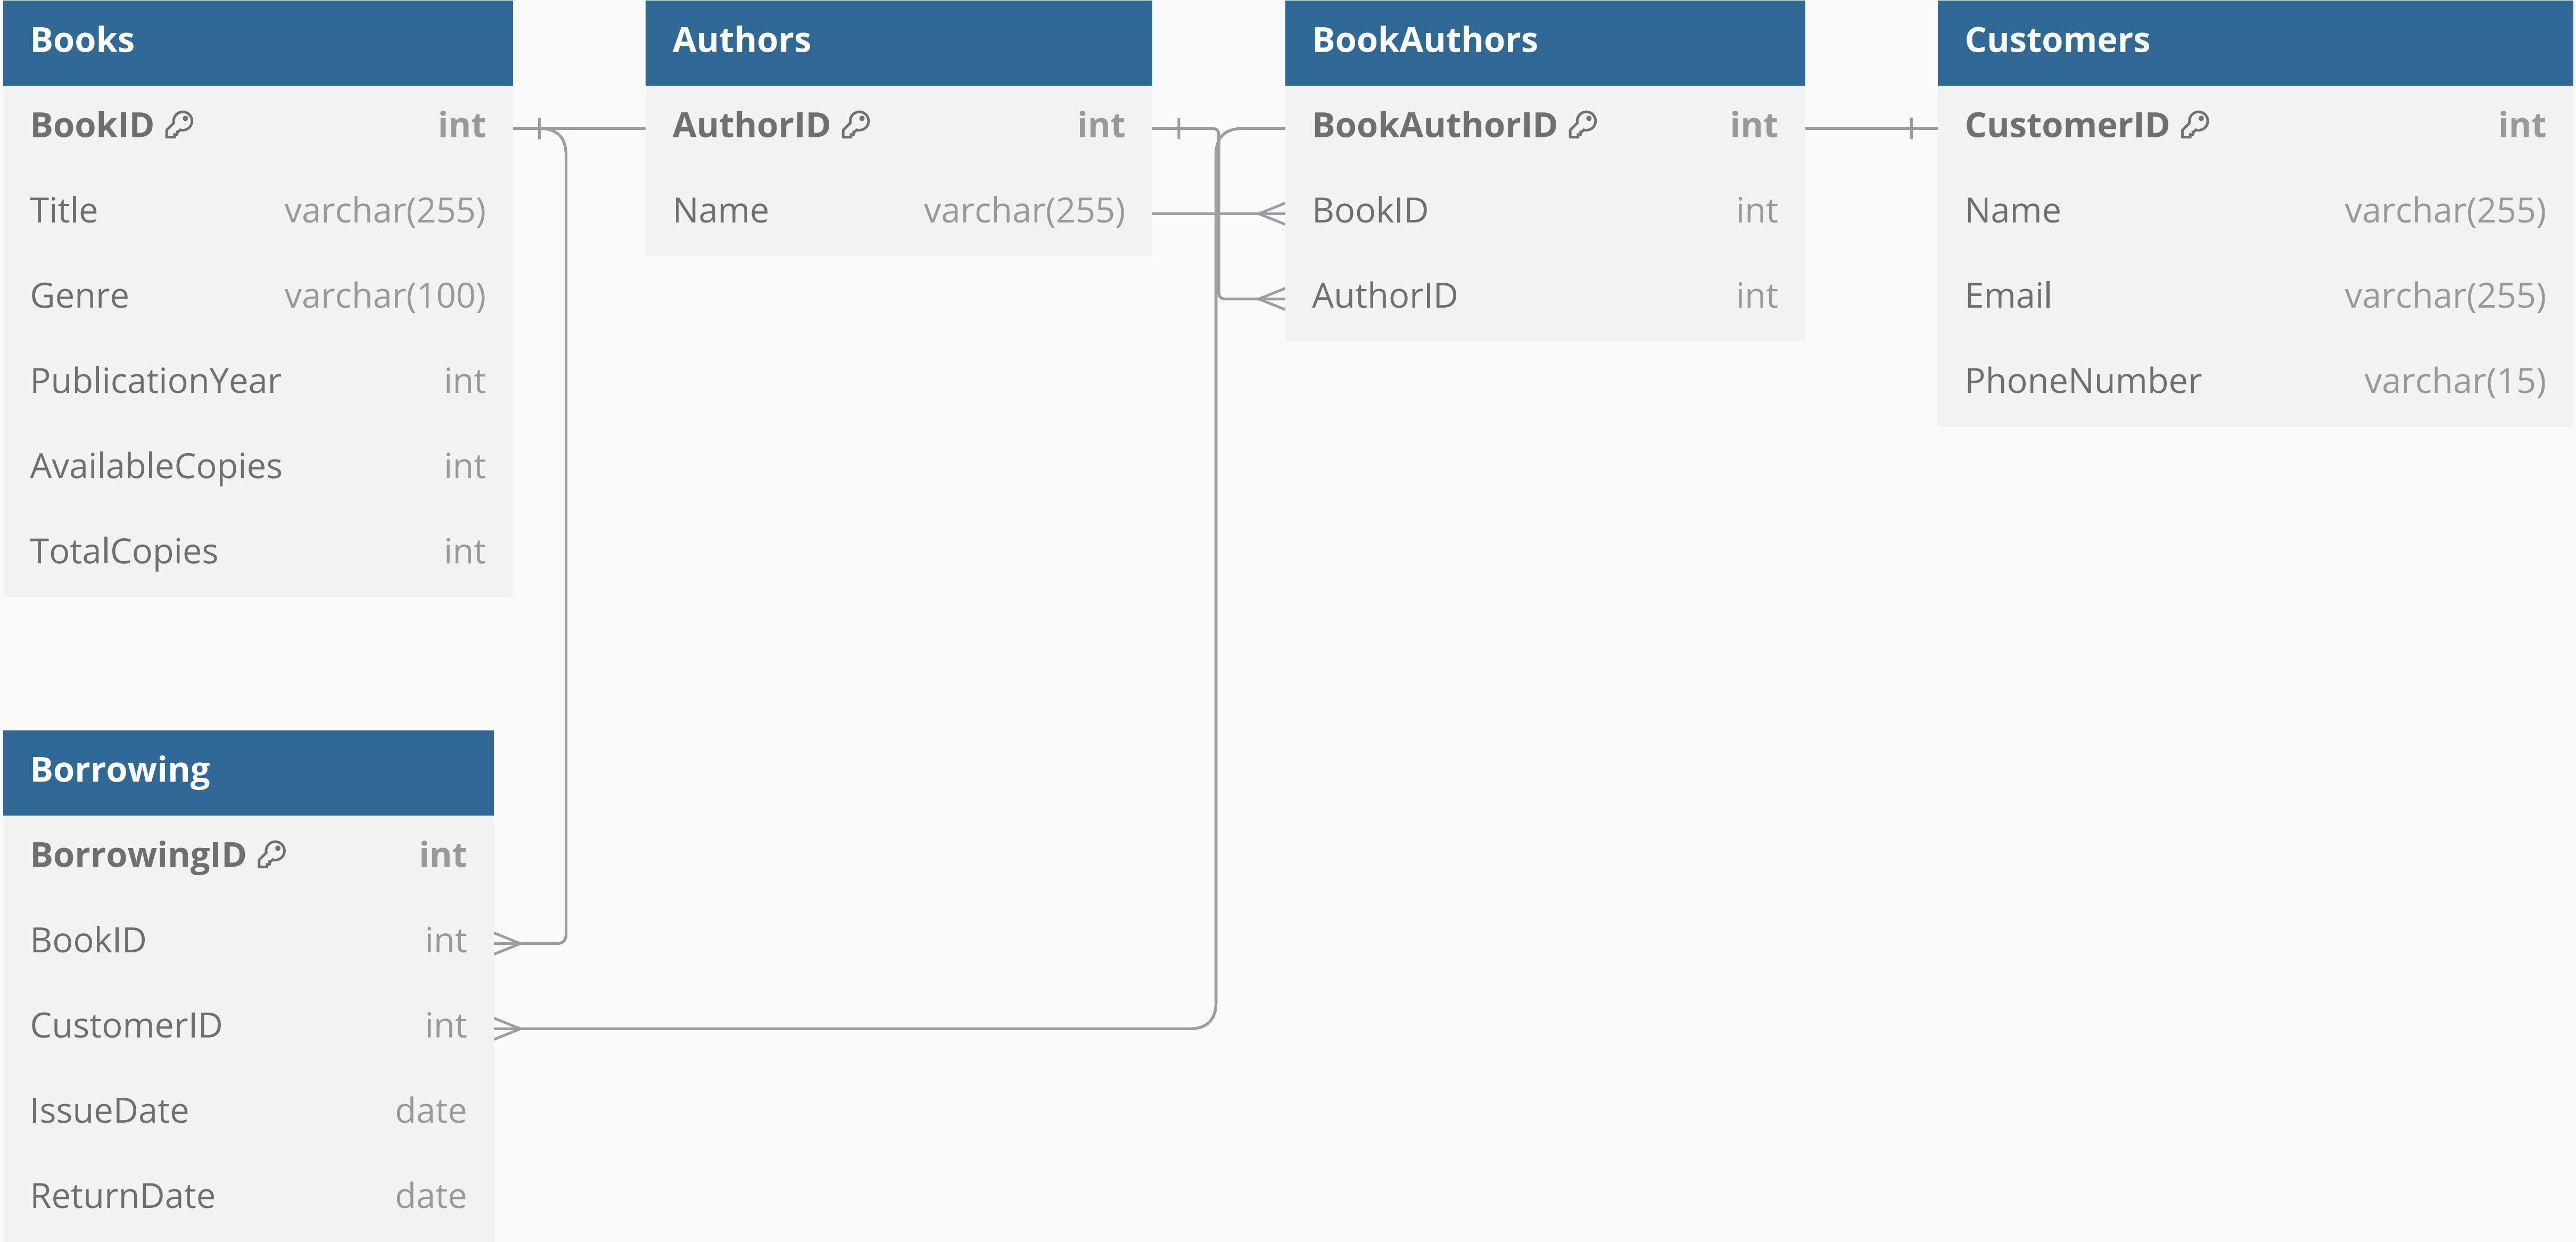 Books
BookID int
Title varchar(255)
Genre varchar(100)
PublicationYear int
AvailableCopies int
TotalCopies int
Authors
AuthorID int
Name varchar(255)
BookAuthors
BookAuthorID int
BookID int
AuthorID int
Customers
CustomerID int
Name varchar(255)
Email varchar(255)
PhoneNumber varchar(15)
Borrowing
BorrowingID int
BookID int
CustomerID int
IssueDate date
ReturnDate date